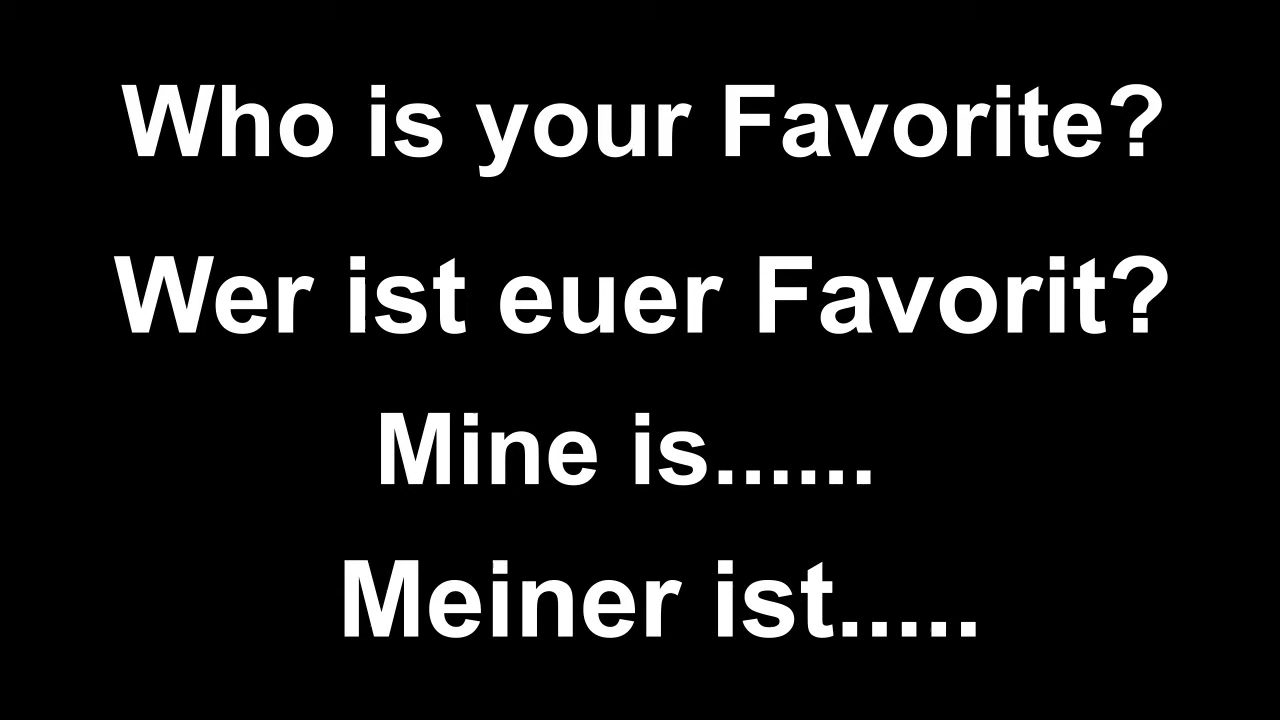 Who is your Favorite?
Wer ist euer Favorit?
Mine is......
Meiner ist.....